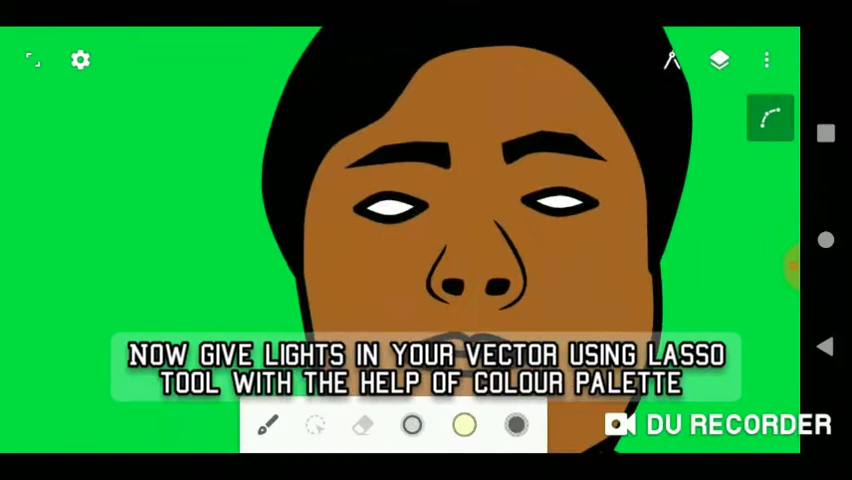 NOW GIVE LIGHTS IN YOUR VECTOR USING LASSO
TOOL WITH THE HELP OF COLOUR PALETTE
DU RECORDER